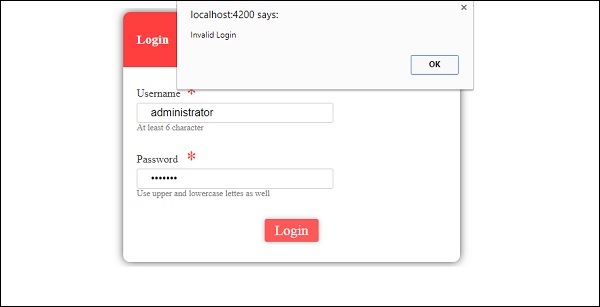 localhost:4200 says:
Invalid Login
OK
Login
Username *
administrator
At least 6 character
Password *
•••••••
Use upper and lowercase lettes as well
Login